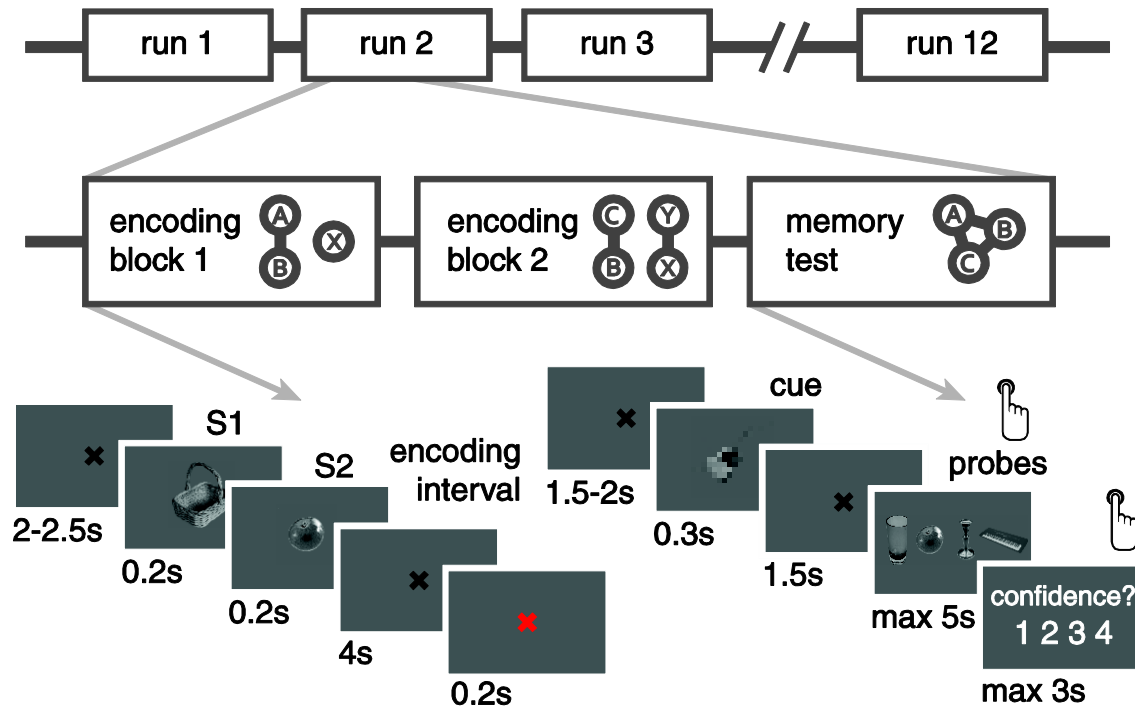 run 1
run 2
run 3
run 12
encoding
block 1
A
B
X
encoding
block 2
C
B
Y
X
memory
test
A
B
C
S1
S2
encoding
interval
2-2.5s
0.2s
0.2s
4s
0.2s
cue
probes
1.5-2s
0.3s
1.5s
max 5s
confidence?
1 2 3 4
max 3s